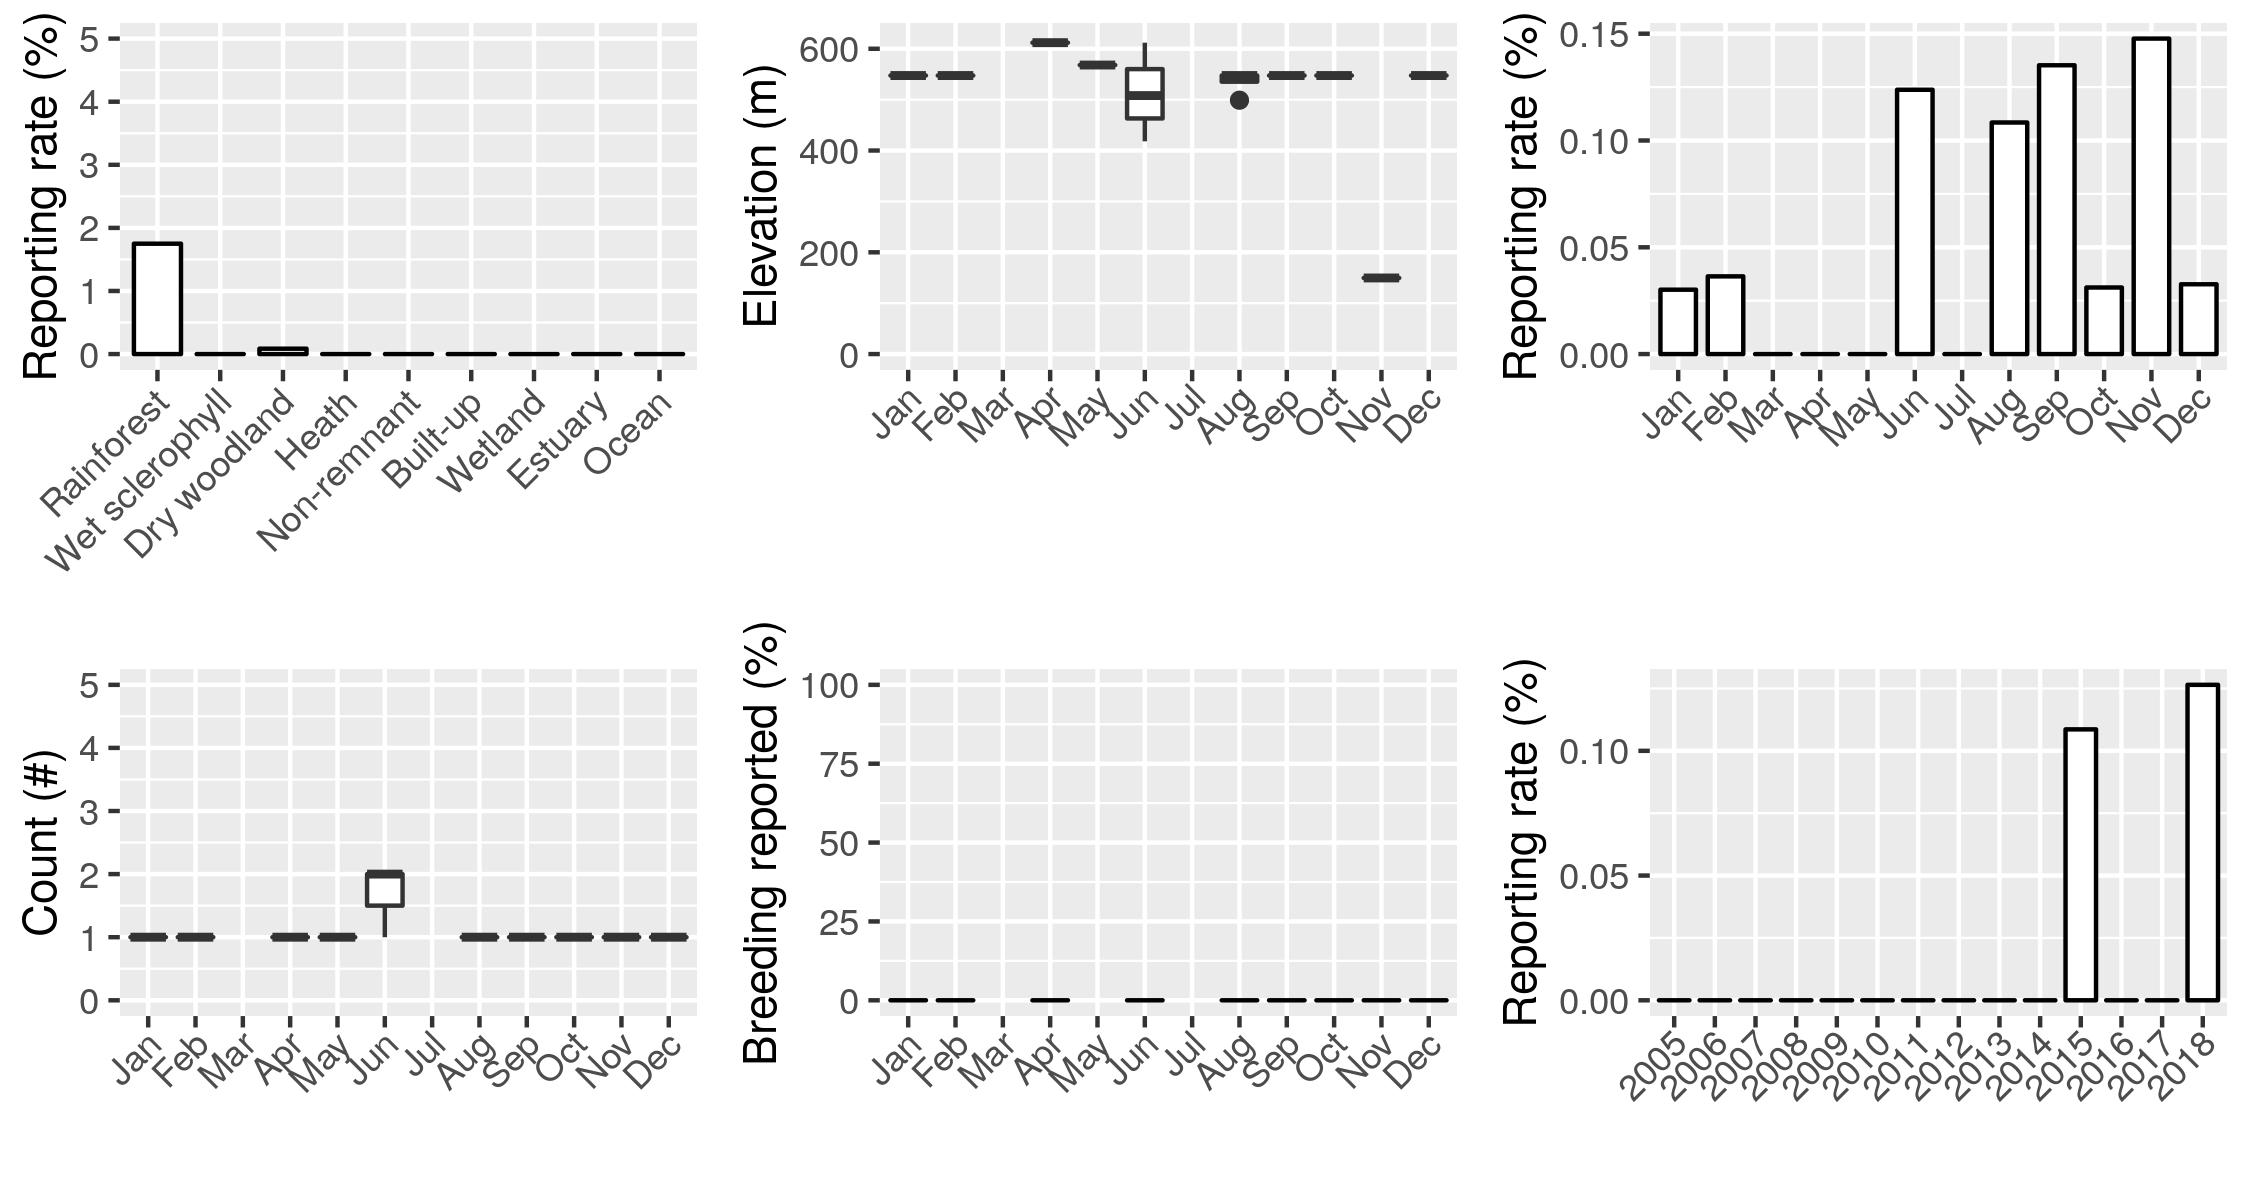 Reporting rate (%)
5
4
3
2
1
0
Rainforest
Wet sclerophyll
Dry woodland
Heath
Non-remnant
Built-up
Wetland
Estuary
Ocean
Elevation (m)
600
400
200
0
Jan
Feb
Mar
Apr
May
Jun
Jul
Aug
Sep
Oct
Nov
Dec
Reporting rate (%)
0.15
0.10
0.05
0.00
Jan
Feb
Mar
Apr
May
Jun
Jul
Aug
Sep
Oct
Nov
Dec
Count (#)
5
4
3
2
1
0
Jan
Feb
Mar
Apr
May
Jun
Jul
Aug
Sep
Oct
Nov
Dec
Breeding reported (%)
100
75
50
25
0
Jan
Feb
Mar
Apr
May
Jun
Jul
Aug
Sep
Oct
Nov
Dec
Reporting rate (%)
0.10
0.05
0.00
2005
2006
2007
2008
2009
2010
2011
2012
2013
2014
2015
2016
2017
2018